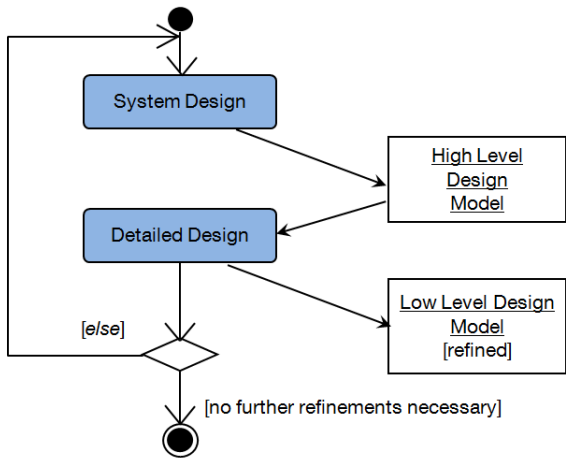 System Design
High Level
Design
Model
Detailed Design
Low Level Design
Model
[refined]
[else]
[no further refinements necessary]